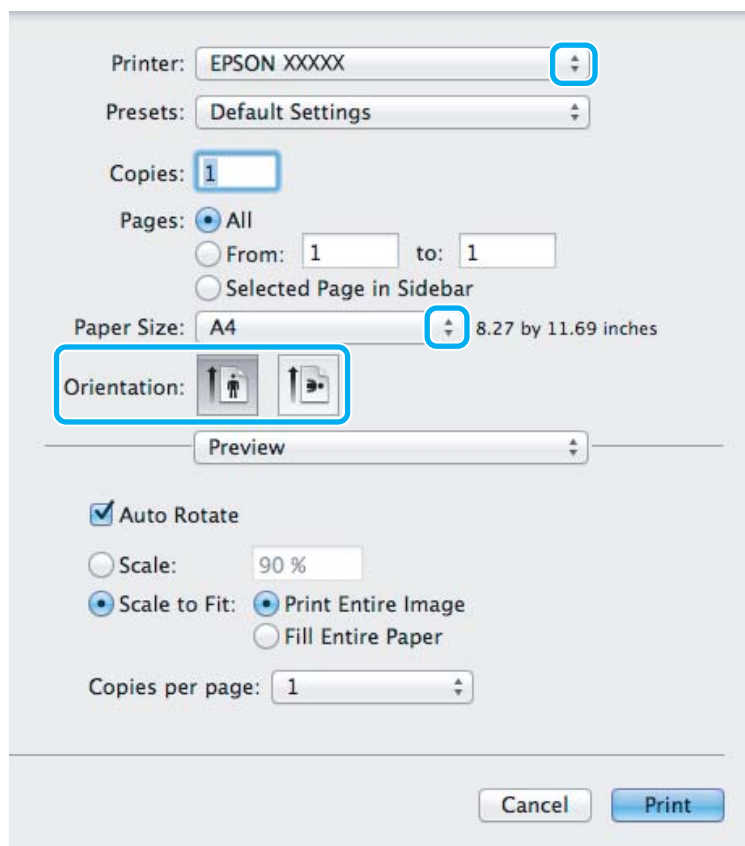 Printer: EPSON XXXXX
Presets: Default Settings
Copies: 1
Pages: All
From: 1 to: 1
Selected Page in Sidebar
Paper Size: A4 8.27 by 11.69 inches
Orientation:
Preview
Auto Rotate
Scale: 90 %
Scale to Fit: Print Entire Image
Fill Entire Paper
Copies per page: 1
Cancel Print